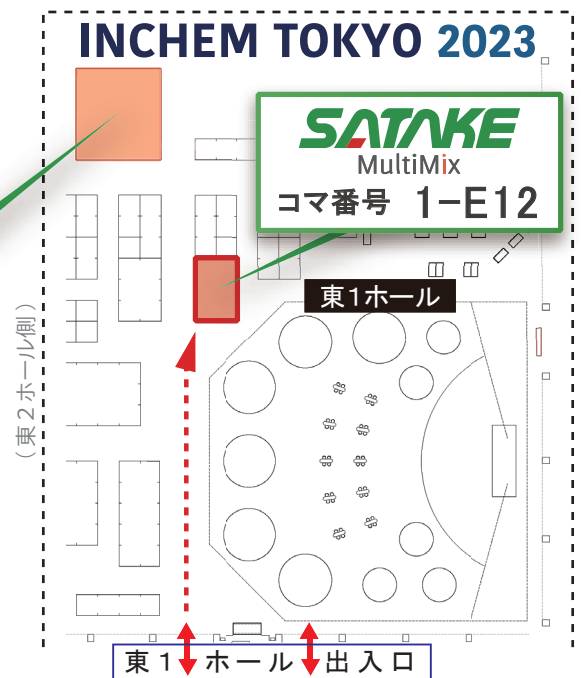 INCHEM TOKYO 2023
SATAKE
MultiMix
コマ番号 1-E12
東1ホール
（東2ホール側）
東1ホール出入口